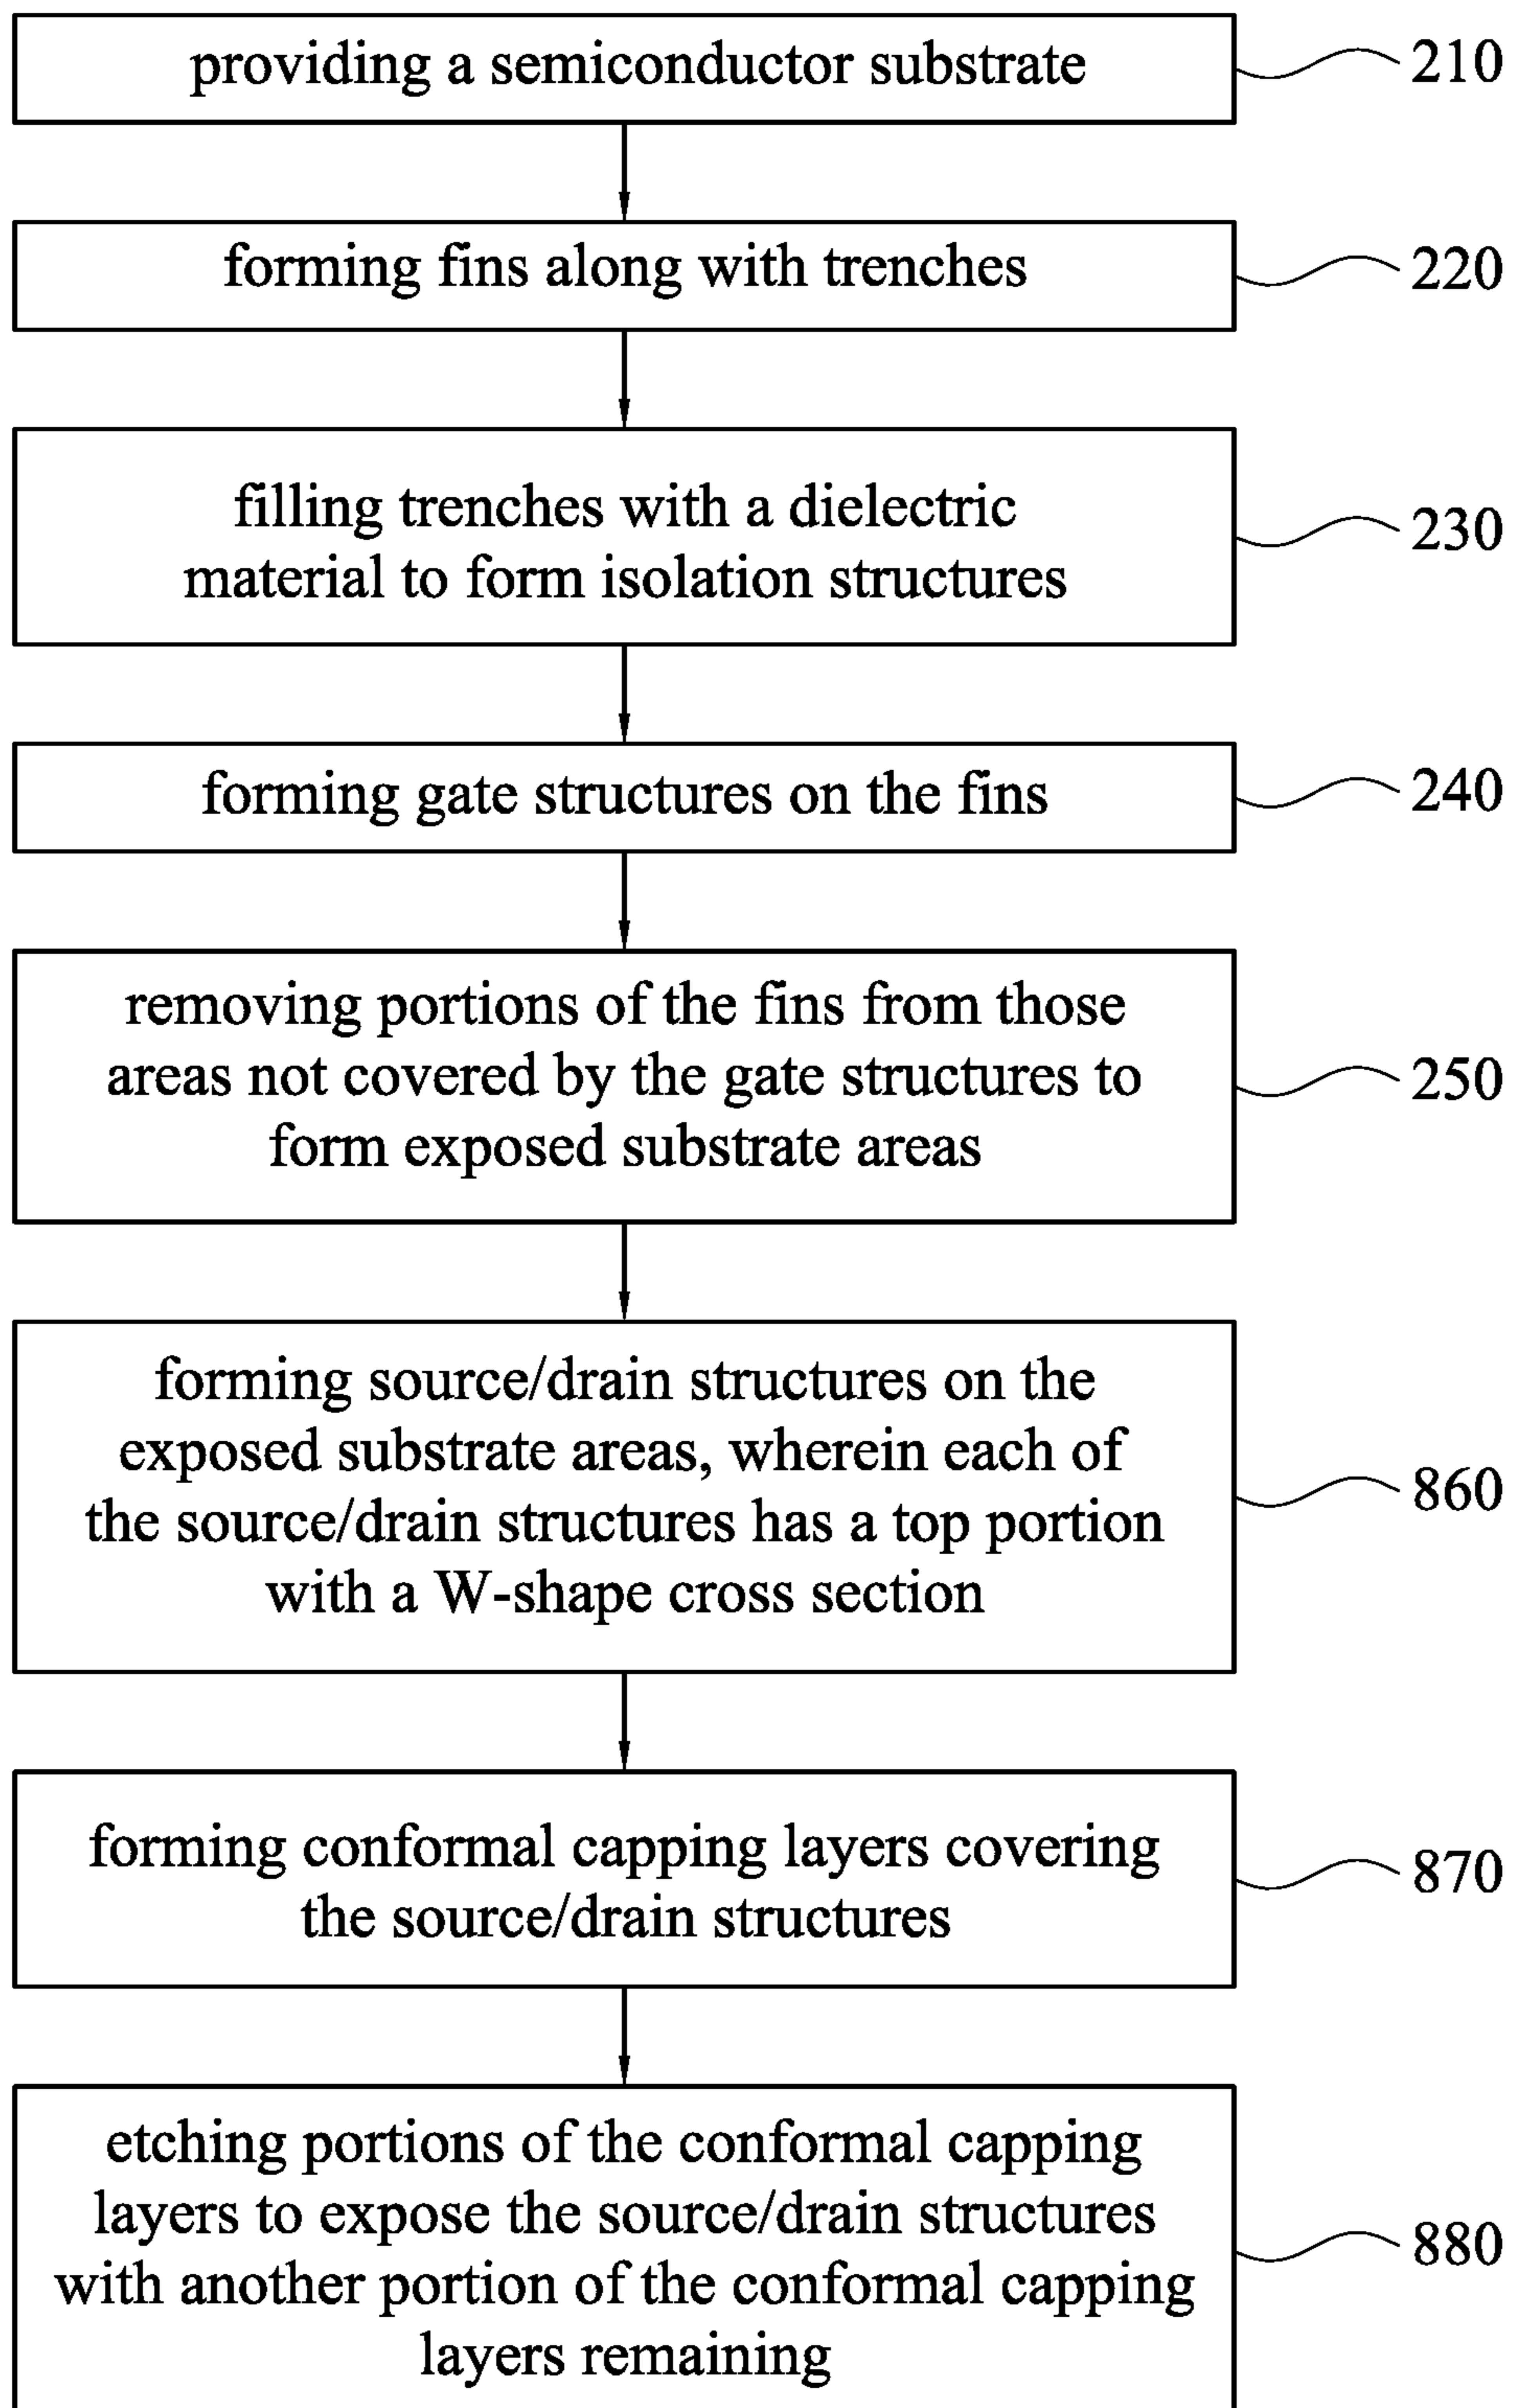 providing a semiconductor substrate
210
forming fins along with trenches
220
filling trenches with a dielectric
material to form isolation structures
230
forming gate structures on the fins
240
removing portions of the fins from those
areas not covered by the gate structures to
form exposed substrate areas
250
forming source/drain structures on the
exposed substrate areas, wherein each of
the source/drain structures has a top portion
with a W-shape cross section
860
forming conformal capping layers covering
the source/drain structures
870
etching portions of the conformal capping
layers to expose the source/drain structures
with another portion of the conformal capping
layers remaining
880